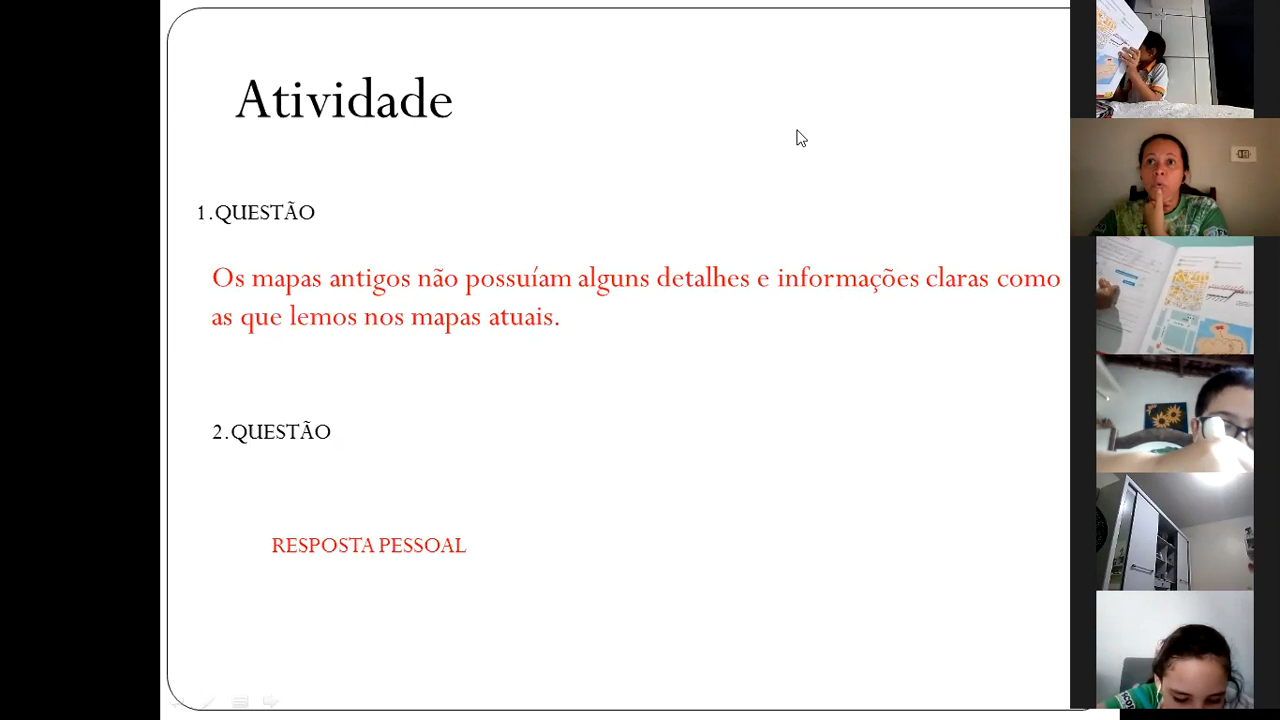 Atividade
1.QUESTÃO
Os mapas antigos não possuíam alguns detalhes e informações claras como
as que lemos nos mapas atuais.
2.QUESTÃO
RESPOSTA PESSOAL